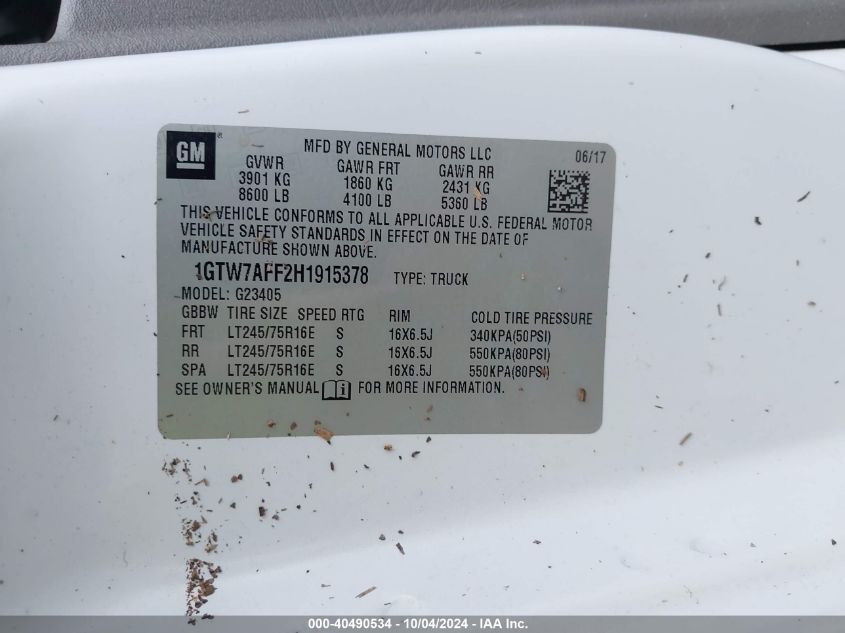 GM
MFD BY GENERAL MOTORS LLC
06/17
GVWR GAWR FRT GAWR RR
3901 KG 1860 KG 2431 KG
8600 LB 4100 LB 5360 LB
THIS VEHICLE CONFORMS TO ALL APPLICABLE U.S. FEDERAL MOTOR
VEHICLE SAFETY STANDARDS IN EFFECT ON THE DATE OF
MANUFACTURE SHOWN ABOVE.
1GTW7AFF2H1915378 TYPE: TRUCK
MODEL: G23405
GBBW TIRE SIZE SPEED RTG RIM COLD TIRE PRESSURE
FRT LT245/75R16E S 16X6.5J 340KPA(50PSI)
RR LT245/75R16E S 16X6.5J 550KPA(80PSI)
SPA LT245/75R16E S 16X6.5J 550KPA(80PSI)
SEE OWNER'S MANUAL FOR MORE INFORMATION.
000-40490534 - 10/04/2024 - IAA Inc.